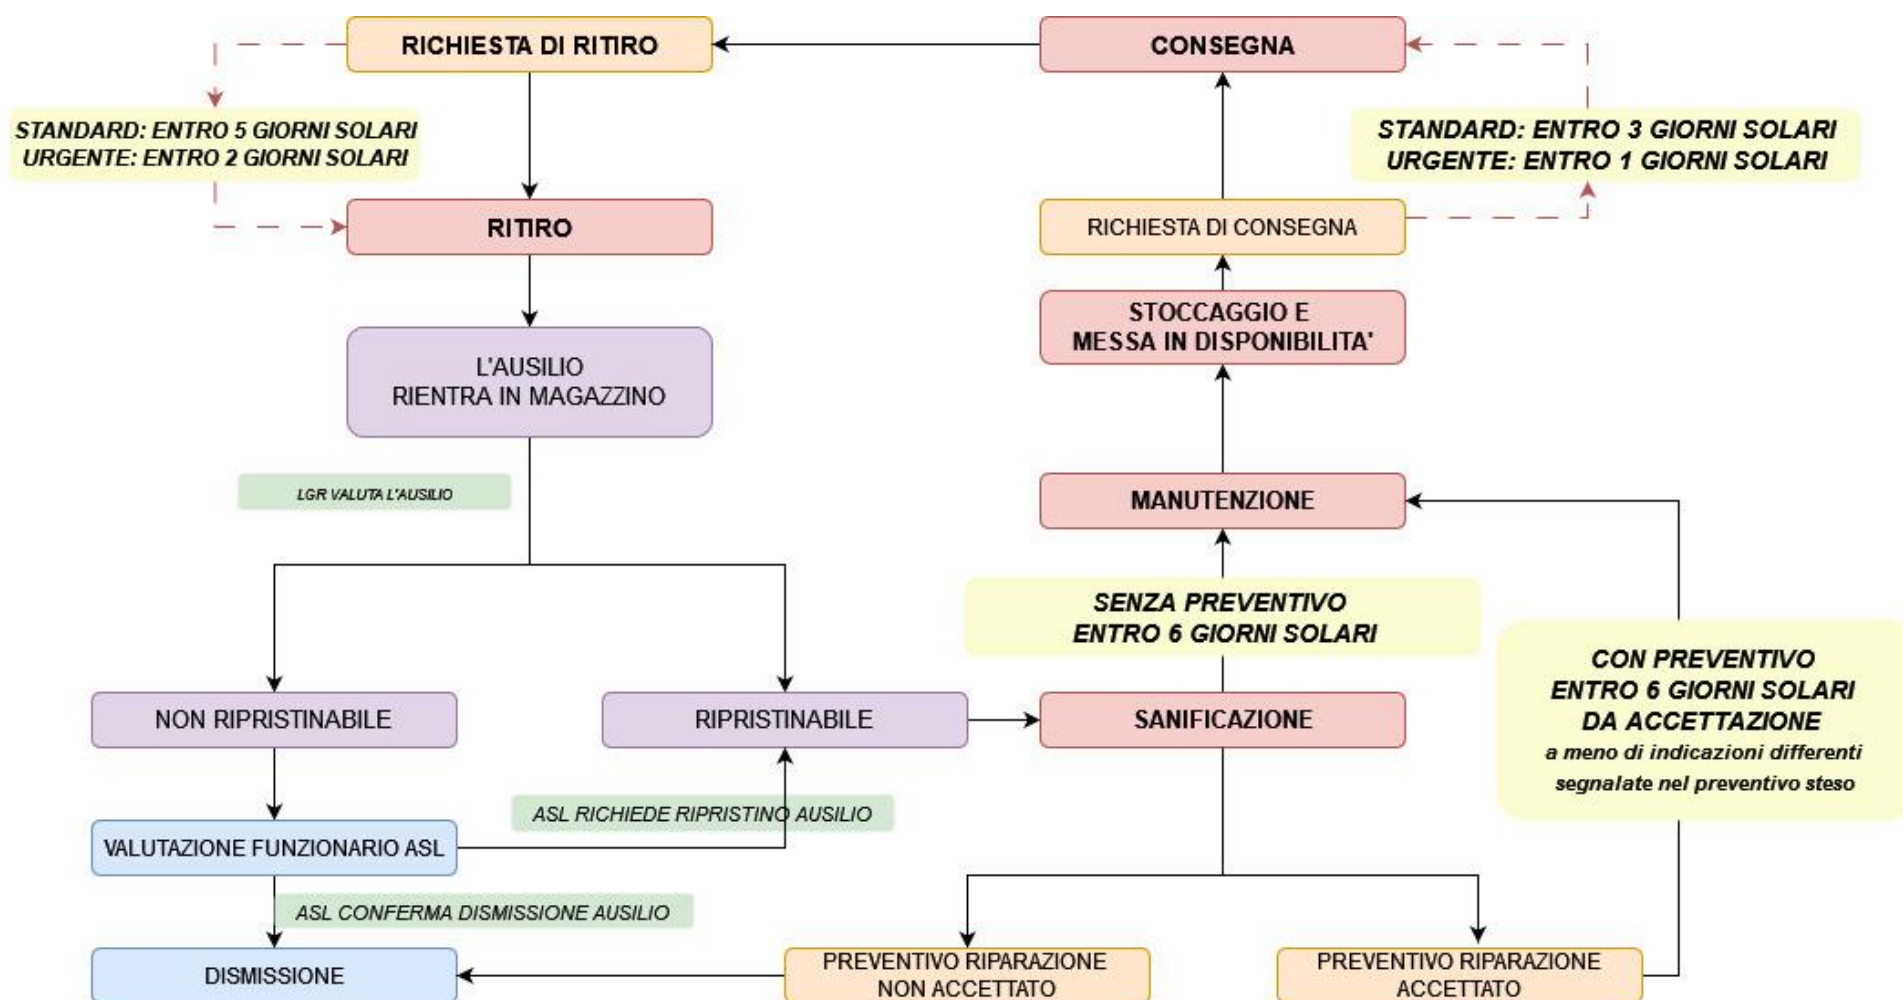 RICHIESTA DI RITIRO
CONSEGNA
STANDARD: ENTRO 5 GIORNI SOLARI
URGENTE: ENTRO 2 GIORNI SOLARI
STANDARD: ENTRO 3 GIORNI SOLARI
URGENTE: ENTRO 1 GIORNI SOLARI
RITIRO
RICHIESTA DI CONSEGNA
L'AUSILIO
RIENTRA IN MAGAZZINO
STOCCAGGIO E
MESSA IN DISPONIBILITA'
LGR VALUTA L'AUSILIO
MANUTENZIONE
SENZA PREVENTIVO
ENTRO 6 GIORNI SOLARI
CON PREVENTIVO
ENTRO 6 GIORNI SOLARI
DA ACCETTAZIONE
a meno di indicazioni differenti
segnalate nel preventivo steso
NON RIPRISTINABILE
RIPRISTINABILE
SANIFICAZIONE
ASL RICHIEDE RIPRISTINO AUSILIO
VALUTAZIONE FUNZIONARIO ASL
ASL CONFERMA DISMISSIONE AUSILIO
DISMISSIONE
PREVENTIVO RIPARAZIONE
NON ACCETTATO
PREVENTIVO RIPARAZIONE
ACCETTATO